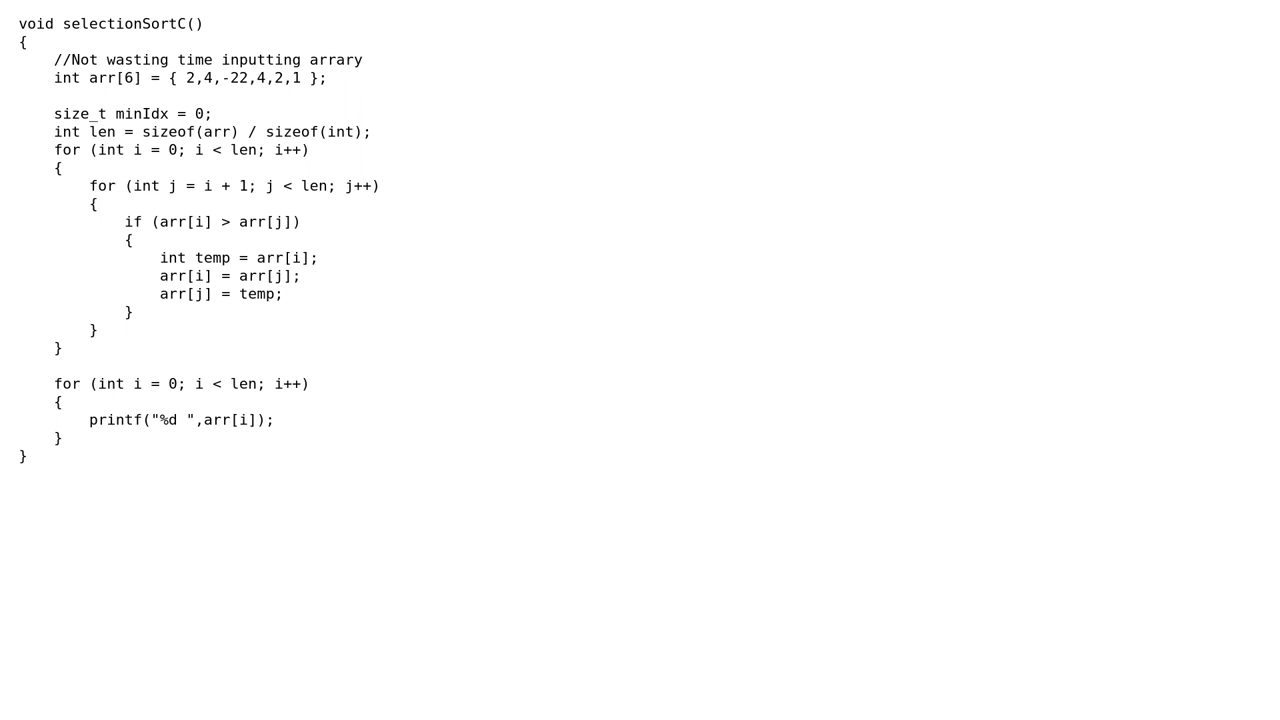 void selectionSortC()
{
    //Not wasting time inputting arrary
    int arr[6] = { 2,4,-22,4,2,1 };

    size_t minIdx = 0;
    int len = sizeof(arr) / sizeof(int);
    for (int i = 0; i < len; i++)
    {
        for (int j = i + 1; j < len; j++)
        {
            if (arr[i] > arr[j])
            {
                int temp = arr[i];
                arr[i] = arr[j];
                arr[j] = temp;
            }
        }
    }

    for (int i = 0; i < len; i++)
    {
        printf("%d ",arr[i]);
    }
}